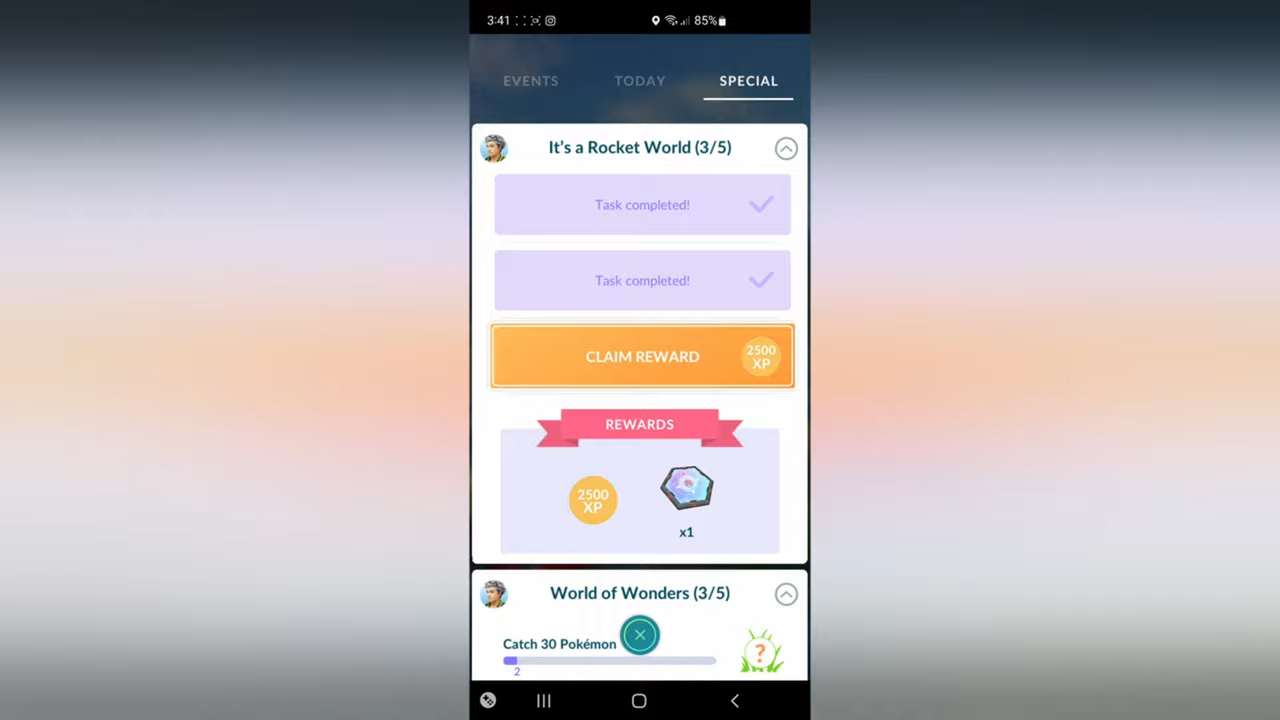 3:41
85%
EVENTS TODAY SPECIAL
It's a Rocket World (3/5)
Task completed!
Task completed!
CLAIM REWARD
2500
XP
REWARDS
2500
XP
x1
World of Wonders (3/5)
Catch 30 Pokémon
?
2